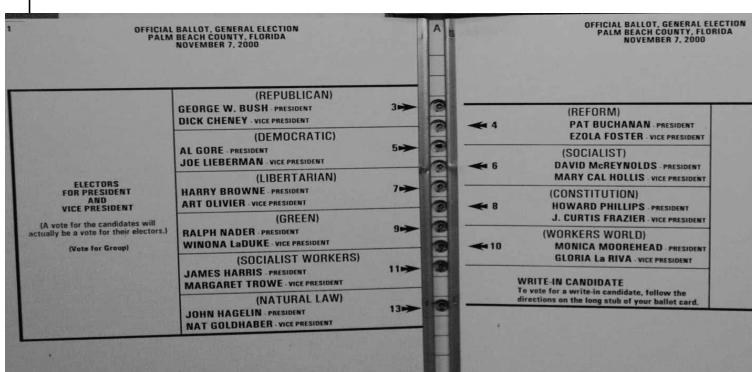 1
OFFICIAL BALLOT, GENERAL ELECTION
PALM BEACH COUNTY, FLORIDA
NOVEMBER 7, 2000
ELECTORS
FOR PRESIDENT
AND
VICE PRESIDENT
(A vote for the candidates will
actually be a vote for their electors.)
(Vote for Group)
(REPUBLICAN)
GEORGE W. BUSH - PRESIDENT 3
DICK CHENEY - VICE PRESIDENT
(DEMOCRATIC)
AL GORE - PRESIDENT 5
JOE LIEBERMAN - VICE PRESIDENT
(LIBERTARIAN)
HARRY BROWNE - PRESIDENT 7
ART OLIVIER - VICE PRESIDENT
(GREEN)
RALPH NADER - PRESIDENT 9
WINONA LaDUKE - VICE PRESIDENT
(SOCIALIST WORKERS)
JAMES HARRIS - PRESIDENT 11
MARGARET TROWE - VICE PRESIDENT
(NATURAL LAW)
JOHN HAGELIN - PRESIDENT 13
NAT GOLDHABER - VICE PRESIDENT
A
OFFICIAL BALLOT, GENERAL ELECTION
PALM BEACH COUNTY, FLORIDA
NOVEMBER 7, 2000
(REFORM)
4 PAT BUCHANAN - PRESIDENT
EZOLA FOSTER - VICE PRESIDENT
(SOCIALIST)
6 DAVID McREYNOLDS - PRESIDENT
MARY CAL HOLLIS - VICE PRESIDENT
(CONSTITUTION)
8 HOWARD PHILLIPS - PRESIDENT
J. CURTIS FRAZIER - VICE PRESIDENT
(WORKERS WORLD)
10 MONICA MOOREHEAD - PRESIDENT
GLORIA La RIVA - VICE PRESIDENT
WRITE-IN CANDIDATE
To vote for a write-in candidate, follow the
directions on the long stub of your ballot card.